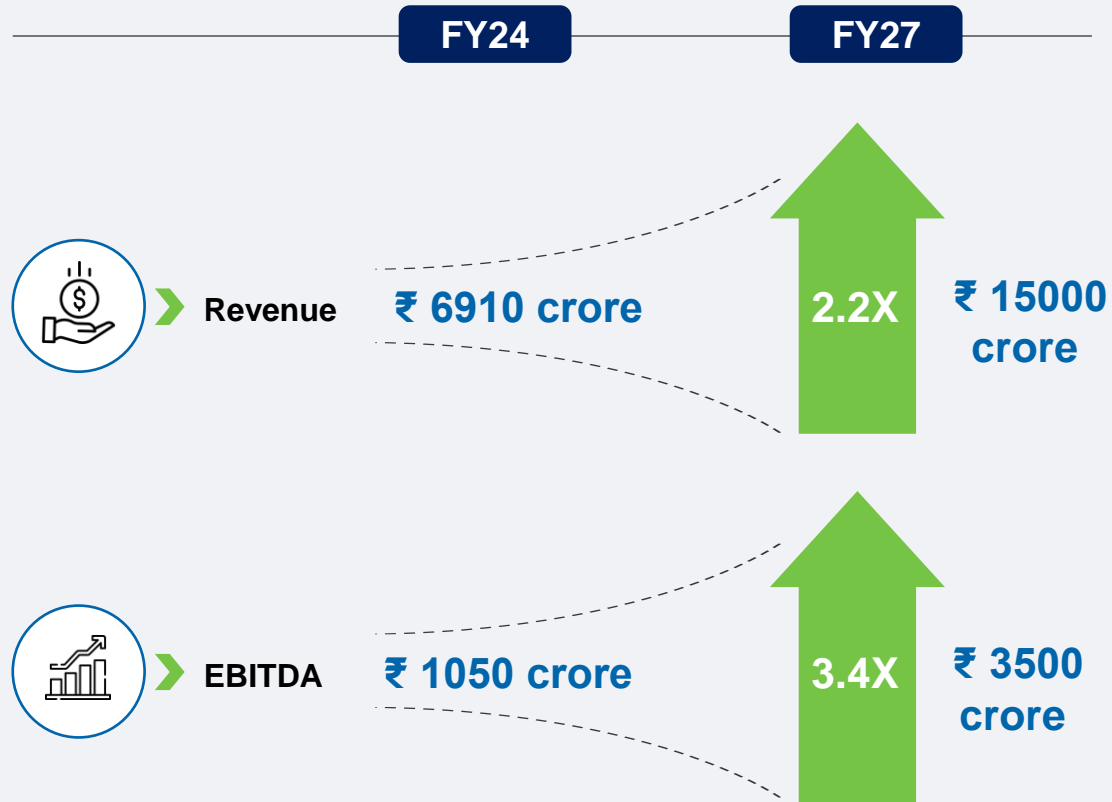 FY24
FY27
Revenue
₹ 6910 crore
2.2X
₹ 15000
crore
EBITDA
₹ 1050 crore
3.4X
₹ 3500
crore